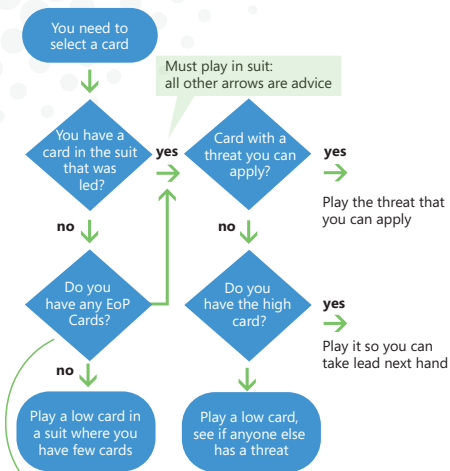 You need to
select a card
Must play in suit:
all other arrows are advice
You have a
card in the suit
that was
led?
yes
Card with a
threat you can
apply?
yes
Play the threat that
you can apply
no
no
Do you
have any EoP
Cards?
Do you
have the high
card?
yes
Play it so you can
take lead next hand
no
Play a low card in
a suit where you
have few cards
Play a low card,
see if anyone else
has a threat